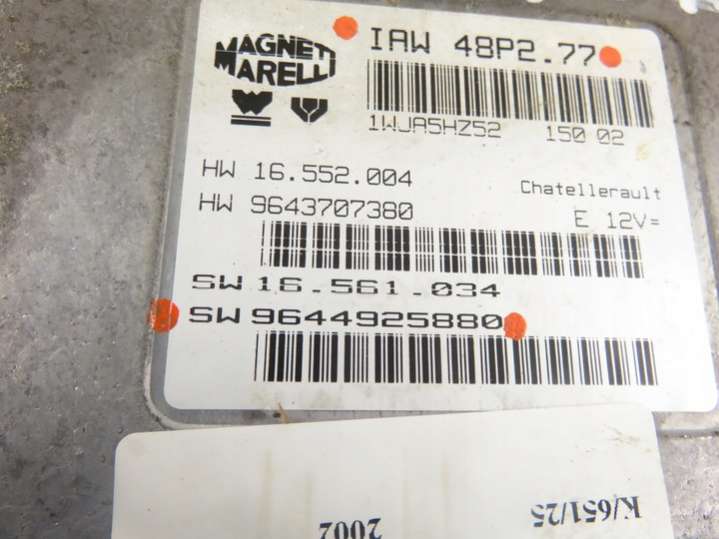 MAGNETI
MARELLI
IAW 48P2.77
1WJA5HZ52 150 02
HW 16.552.004
Chatellerault
HW 9643707380
E 12V=
SW 16.561.034
SW 9644925880
K/651/25
2002